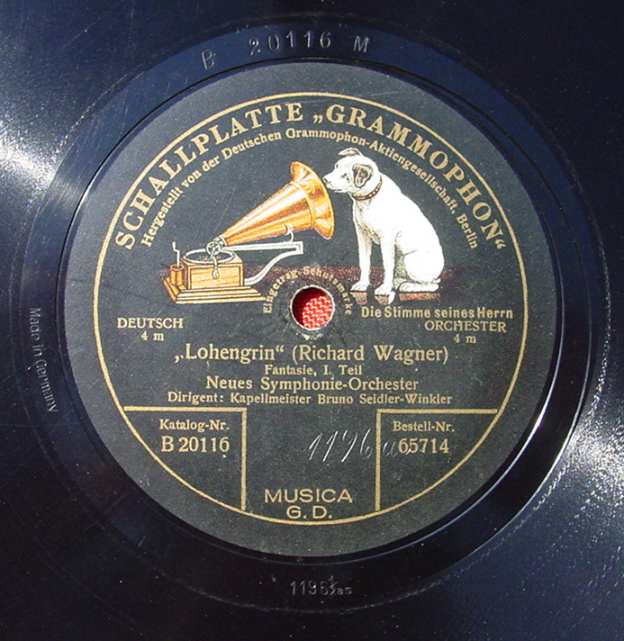 B 20116 M
SCHALLPLATTE „GRAMMOPHON“
Hergestellt von der Deutschen Grammophon-Aktiengesellschaft, Berlin
Eingetrag. Schutzmarke
Die Stimme seines Herrn
DEUTSCH
4 m
ORCHESTER
4 m
„Lohengrin“ (Richard Wagner)
Fantasie, I. Teil
Neues Symphonie-Orchester
Dirigent: Kapellmeister Bruno Seidler-Winkler
Katalog-Nr.
B 20116
1196a
Bestell-Nr.
65714
MUSICA
G.D.
Made in Germany